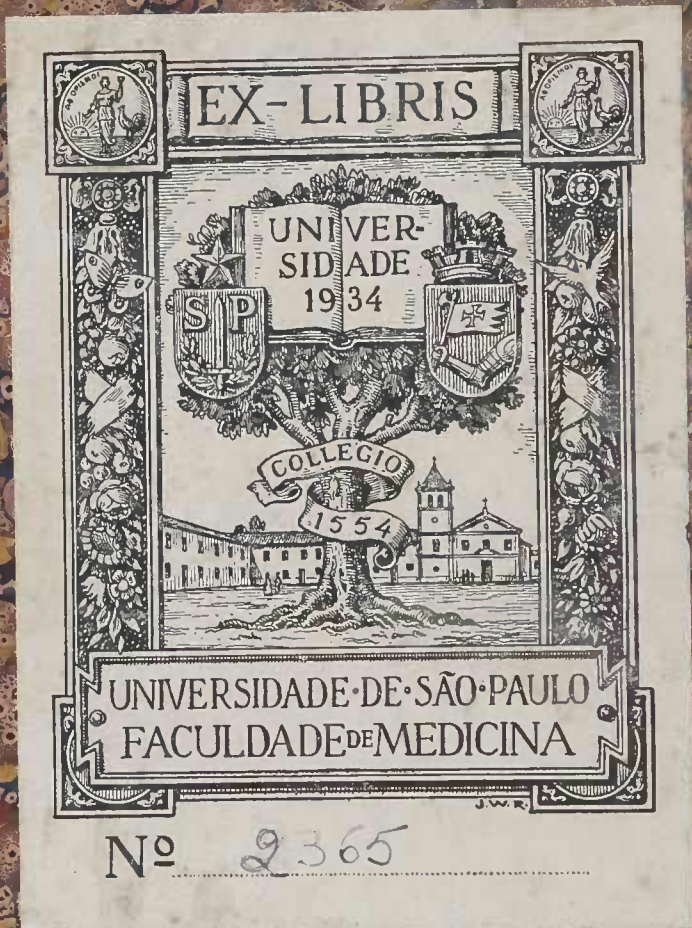 EX-LIBRIS
UNIVER-
SIDADE
1934
S P
COLLEGIO
1554
UNIVERSIDADE·DE·SÃO·PAULO
FACULDADE DE MEDICINA
J.W.R.
Nº 2365